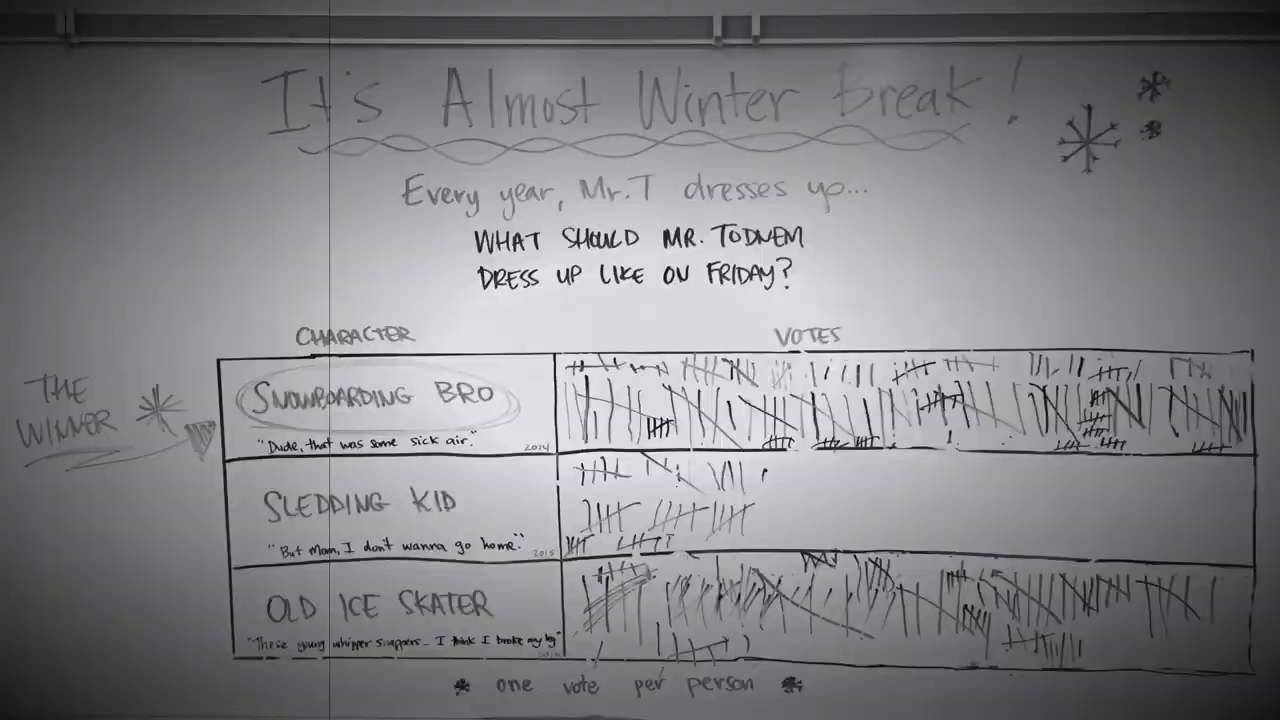 It's Almost Winter Break!
Every year, Mr. T dresses up...
WHAT SHOULD MR. TODNEM
DRESS UP LIKE ON FRIDAY?
CHARACTER VOTES
THE WINNER
SNOWBOARDING BRO
"Dude, that was some sick air."
2014
SLEDDING KID
"But Mom, I don't wanna go home."
2015
OLD ICE SKATER
"These young whipper snappers... I think I broke my leg"
* one vote per person *